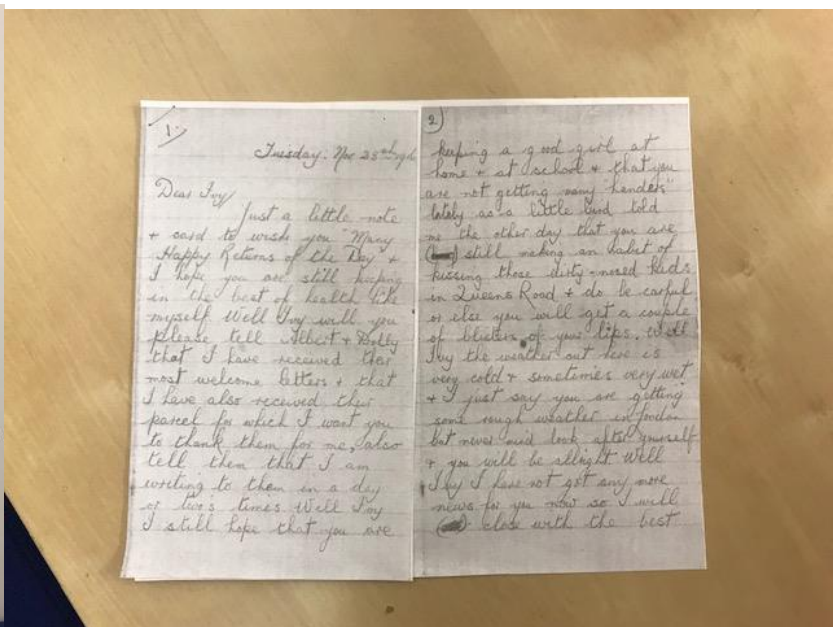 1.
Tuesday: Nov 25th
Dear Ivy
Just a little note
+ card to wish you "Many
Happy Returns of the Day" +
I hope you are still keeping
in the best of health like
myself Well Ivy will you
please tell Albert + Dolly
that I have received their
most welcome letters + that
I have also received their
parcel for which I want you
to thank them for me, also
tell them that I am
writing to them in a day
or two's times Well Ivy
I still hope that you are
2
keeping a good girl at
home + at school + that you
are not getting many "handers"
lately as a little bird told
me the other day that you are
still making an habit of
kissing those dirty-nosed kids
in Queens Road + do be careful
or else you will get a couple
of blisters of your lips. Well
Ivy the weather out here is
very cold + sometimes very wet
+ I just say you are getting
some rough weather in London
but never mid look after yourself
+ you will be allright Well
Ivy I have not got any more
news for you now so I will
close with the best